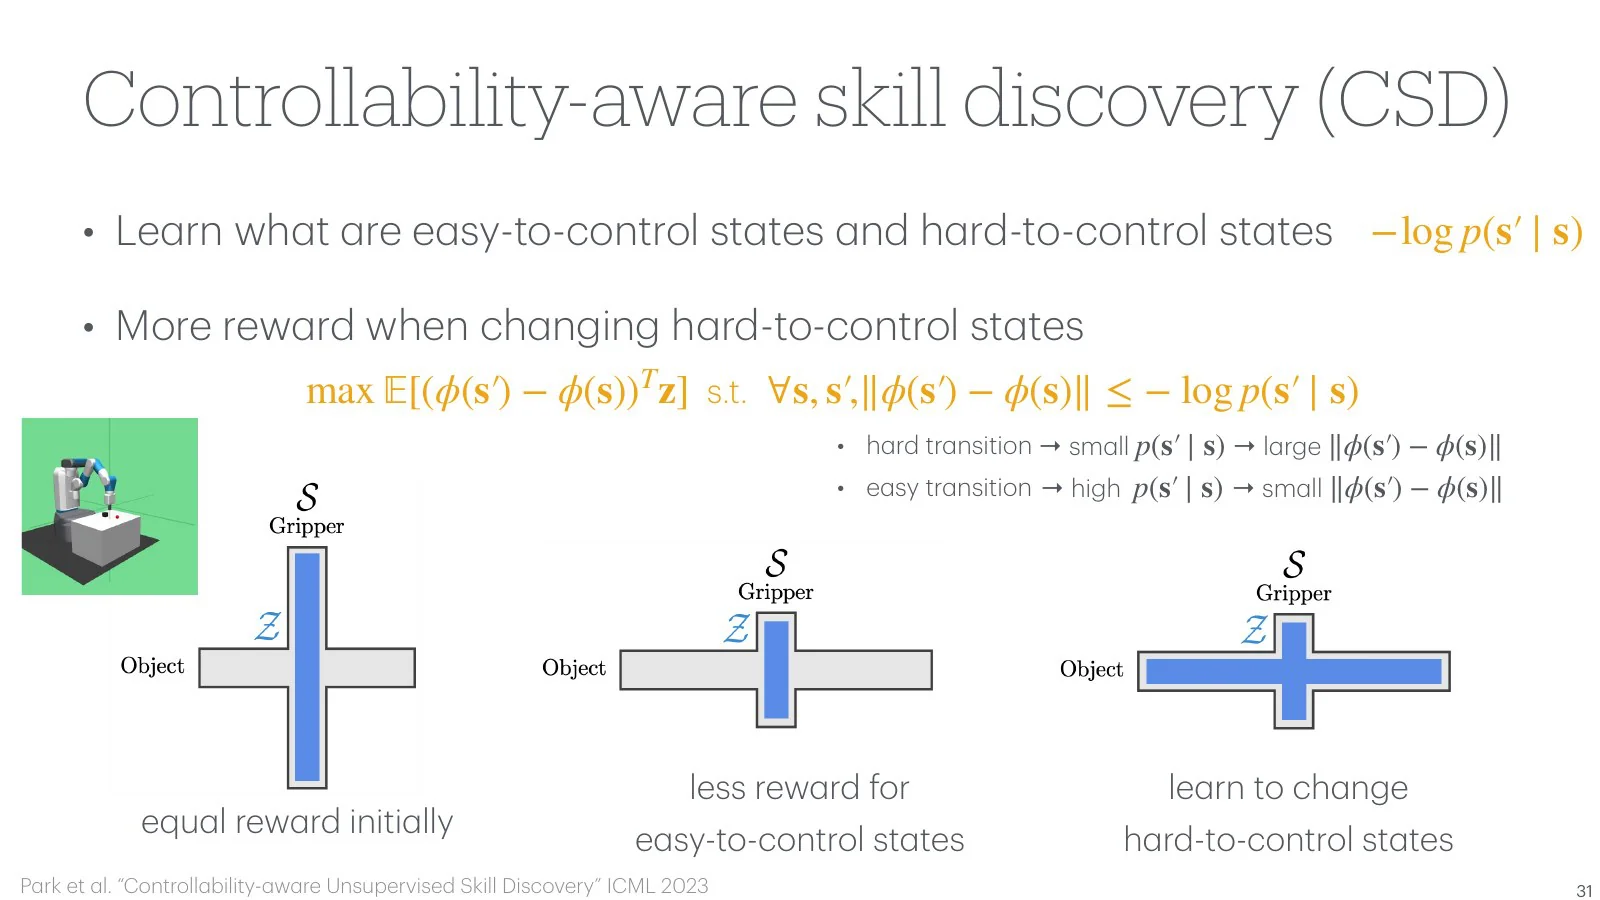 Controllability-aware skill discovery (CSD)
• Learn what are easy-to-control states and hard-to-control states −log p(s′ | s)
• More reward when changing hard-to-control states
max 𝔼[(ϕ(s′) − ϕ(s))ᵀz] s.t. ∀s, s′,‖ϕ(s′) − ϕ(s)‖ ≤ − log p(s′ | s)
• hard transition → small p(s′ | s) → large ‖ϕ(s′) − ϕ(s)‖
• easy transition → high p(s′ | s) → small ‖ϕ(s′) − ϕ(s)‖
𝒮
Gripper
𝒵
Object
equal reward initially
𝒮
Gripper
𝒵
Object
less reward for
easy-to-control states
𝒮
Gripper
𝒵
Object
learn to change
hard-to-control states
Park et al. “Controllability-aware Unsupervised Skill Discovery” ICML 2023
31